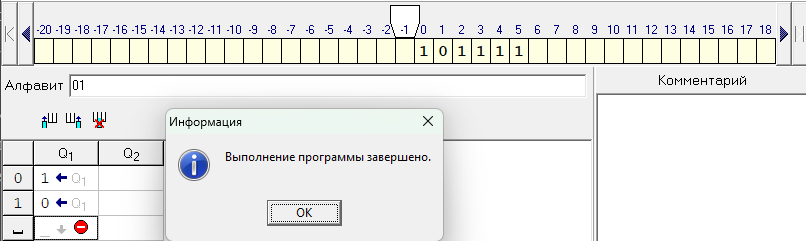 -20 -19 -18 -17 -16 -15 -14 -13 -12 -11 -10 -9 -8 -7 -6 -5 -4 -3 -2 -1 0 1 2 3 4 5 6 7 8 9 10 11 12 13 14 15 16 17 18
1 0 1 1 1 1
Алфавит 01
Комментарий
Информация
Выполнение программы завершено.
OK
Q1 Q2
0 1 Q1
1 0 Q1
_